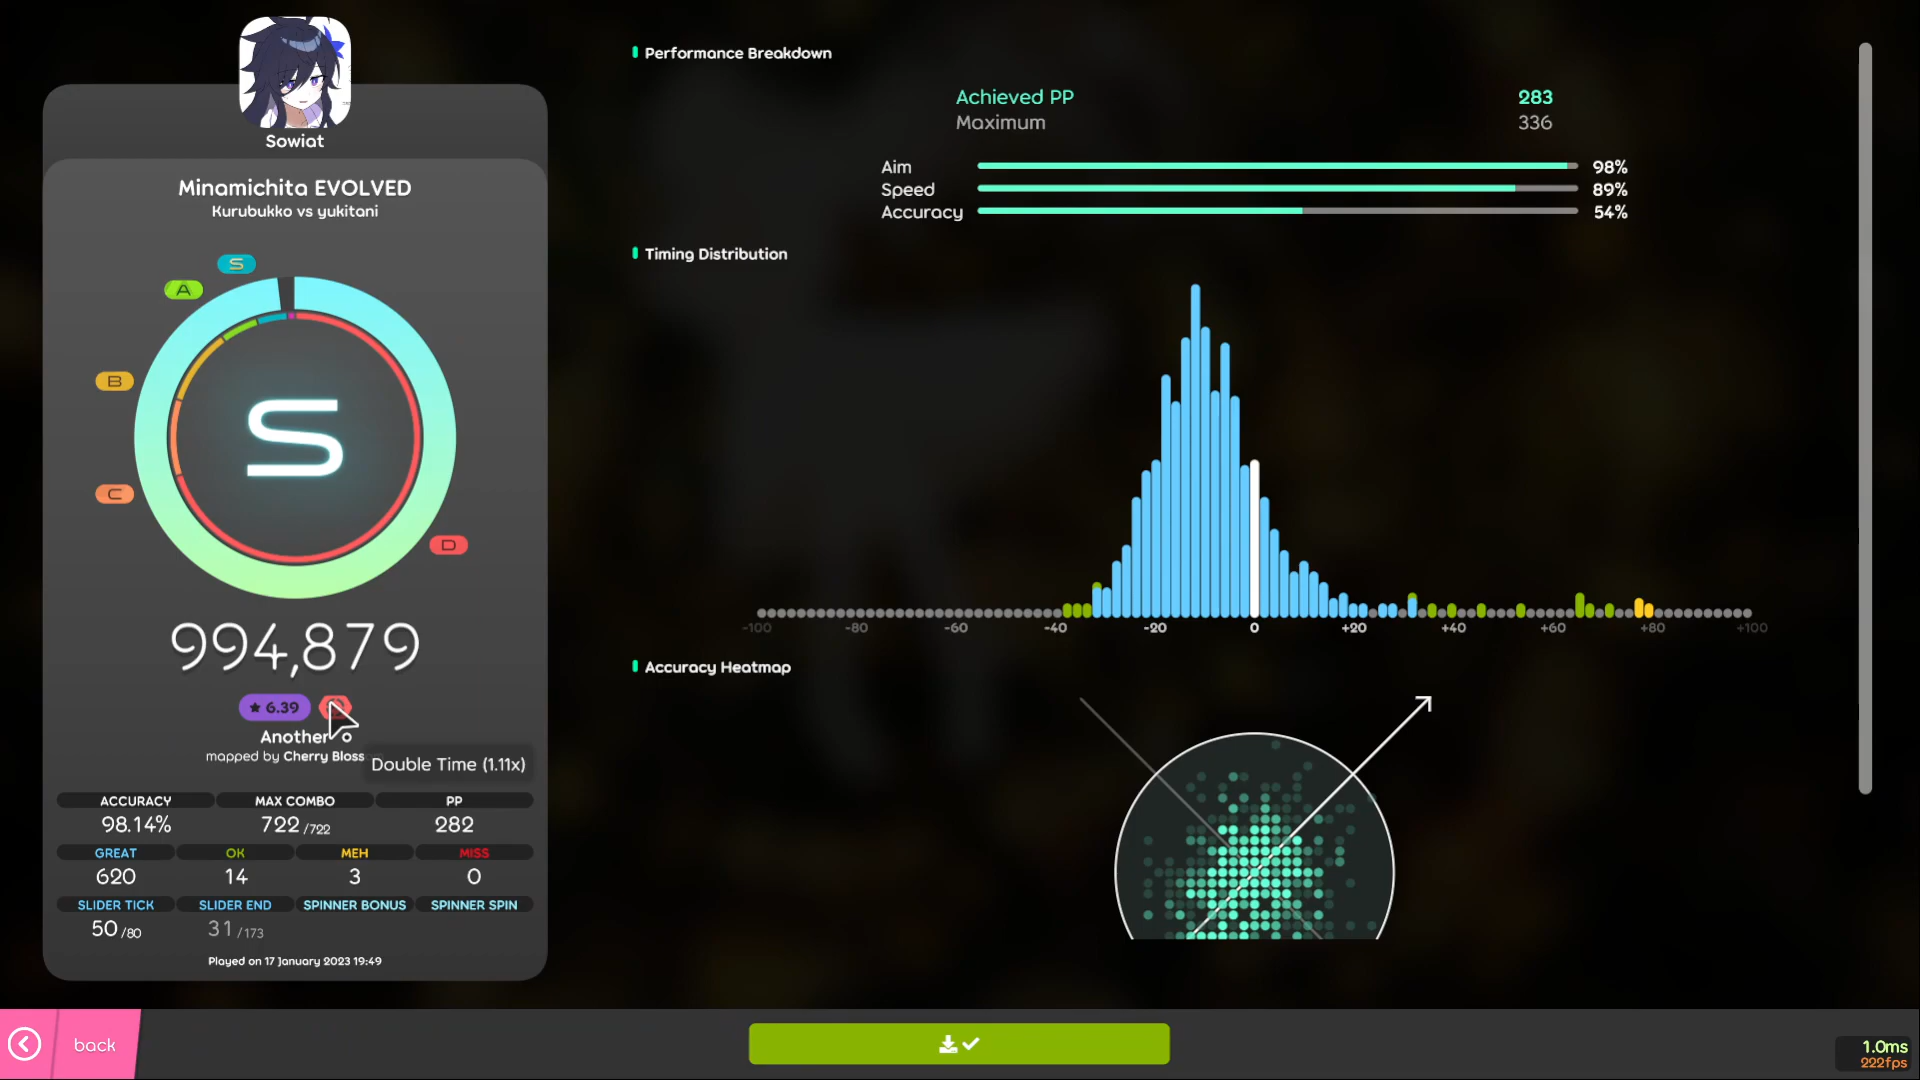 Sowiat
Minamichita EVOLVED
Kurubukko vs yukitani
S
A
B
C
D
S
994,879
6.39
Another
mapped by Cherry Bloss
Double Time (1.11x)
ACCURACY MAX COMBO PP
98.14% 722 /722 282
GREAT OK MEH MISS
620 14 3 0
SLIDER TICK SLIDER END SPINNER BONUS SPINNER SPIN
50 /80 31 /173
Played on 17 January 2023 19:49
Performance Breakdown
Achieved PP 283
Maximum 336
Aim 98%
Speed 89%
Accuracy 54%
Timing Distribution
-100 -80 -60 -40 -20 0 +20 +40 +60 +80 +100
Accuracy Heatmap
back
1.0ms
222fps